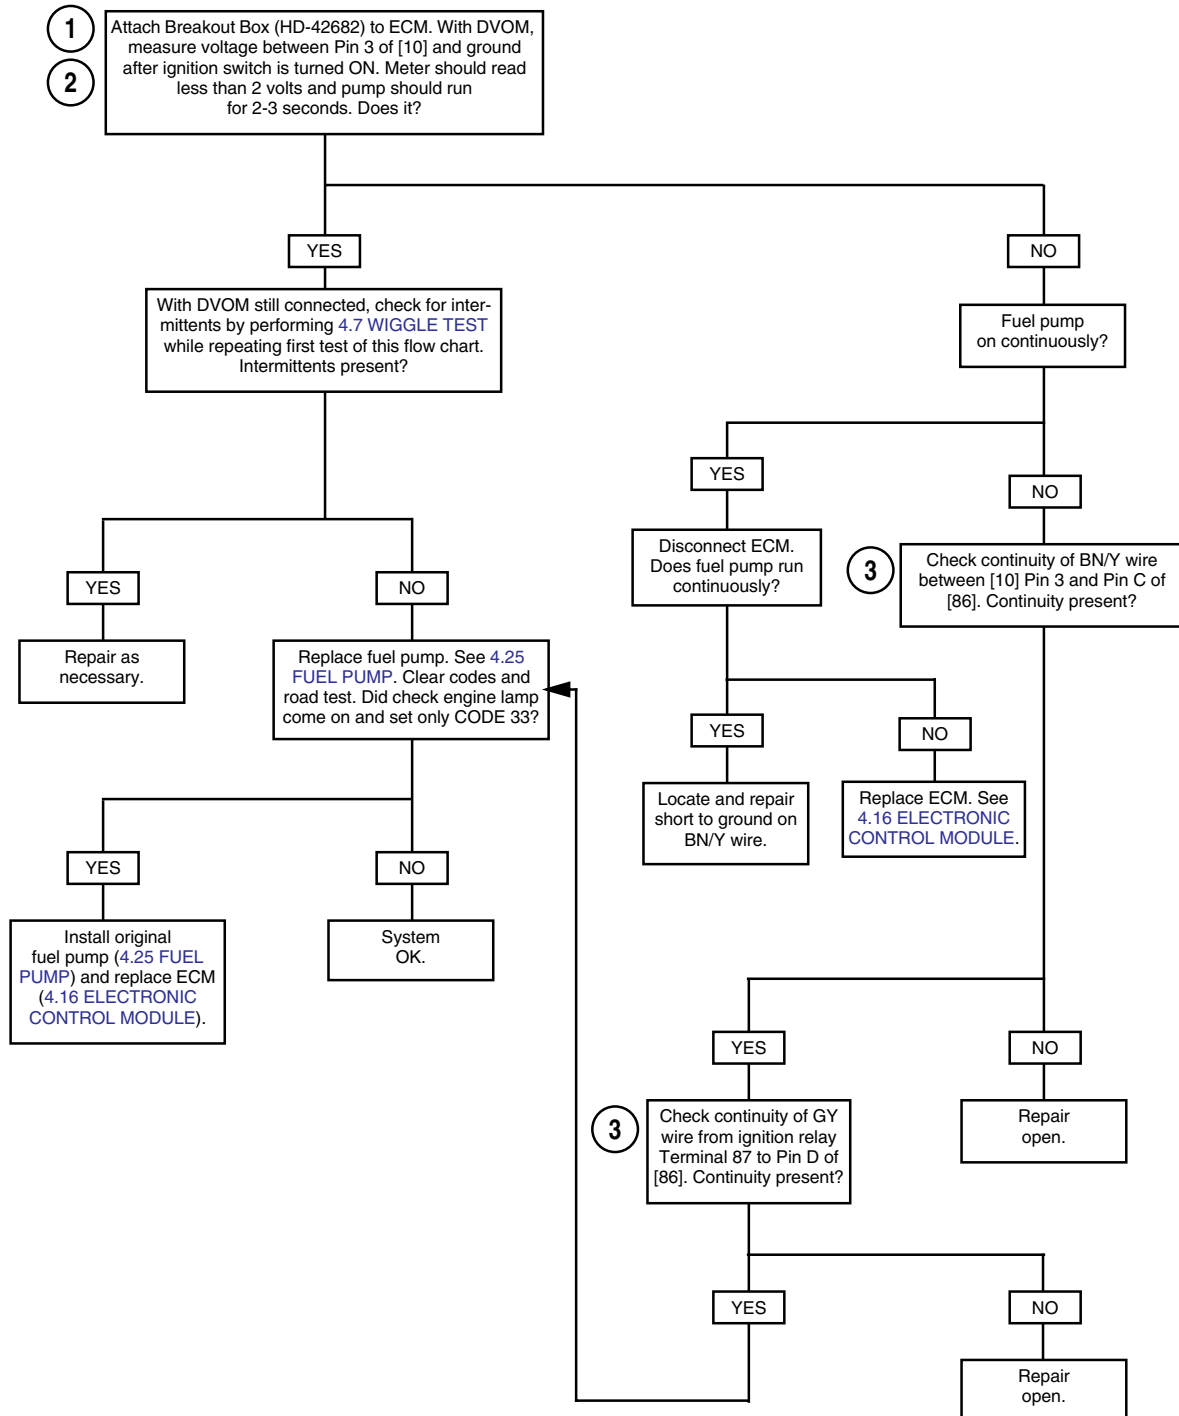 1
Attach Breakout Box (HD-42682) to ECM. With DVOM,
measure voltage between Pin 3 of [10] and ground
after ignition switch is turned ON. Meter should read
less than 2 volts and pump should run
for 2-3 seconds. Does it?
2
YES
NO
With DVOM still connected, check for inter-
mittents by performing 4.7 WIGGLE TEST
while repeating first test of this flow chart.
Intermittents present?
Fuel pump
on continuously?
YES
NO
Disconnect ECM.
Does fuel pump run
continuously?
3
Check continuity of BN/Y wire
between [10] Pin 3 and Pin C of
[86]. Continuity present?
YES
NO
Repair as
necessary.
Replace fuel pump. See 4.25
FUEL PUMP. Clear codes and
road test. Did check engine lamp
come on and set only CODE 33?
YES
NO
Locate and repair
short to ground on
BN/Y wire.
Replace ECM. See
4.16 ELECTRONIC
CONTROL MODULE.
YES
NO
Install original
fuel pump (4.25 FUEL
PUMP) and replace ECM
(4.16 ELECTRONIC
CONTROL MODULE).
System
OK.
YES
NO
3
Check continuity of GY
wire from ignition relay
Terminal 87 to Pin D of
[86]. Continuity present?
Repair
open.
YES
NO
Repair
open.